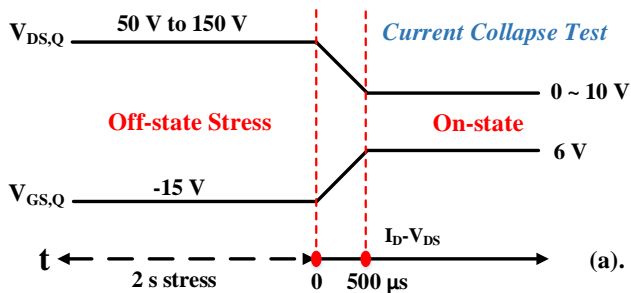 V_DS,Q 50 V to 150 V Current Collapse Test
0 ~ 10 V
Off-state Stress On-state
6 V
V_GS,Q -15 V
I_D-V_DS
t (a).
2 s stress 0 500 μs